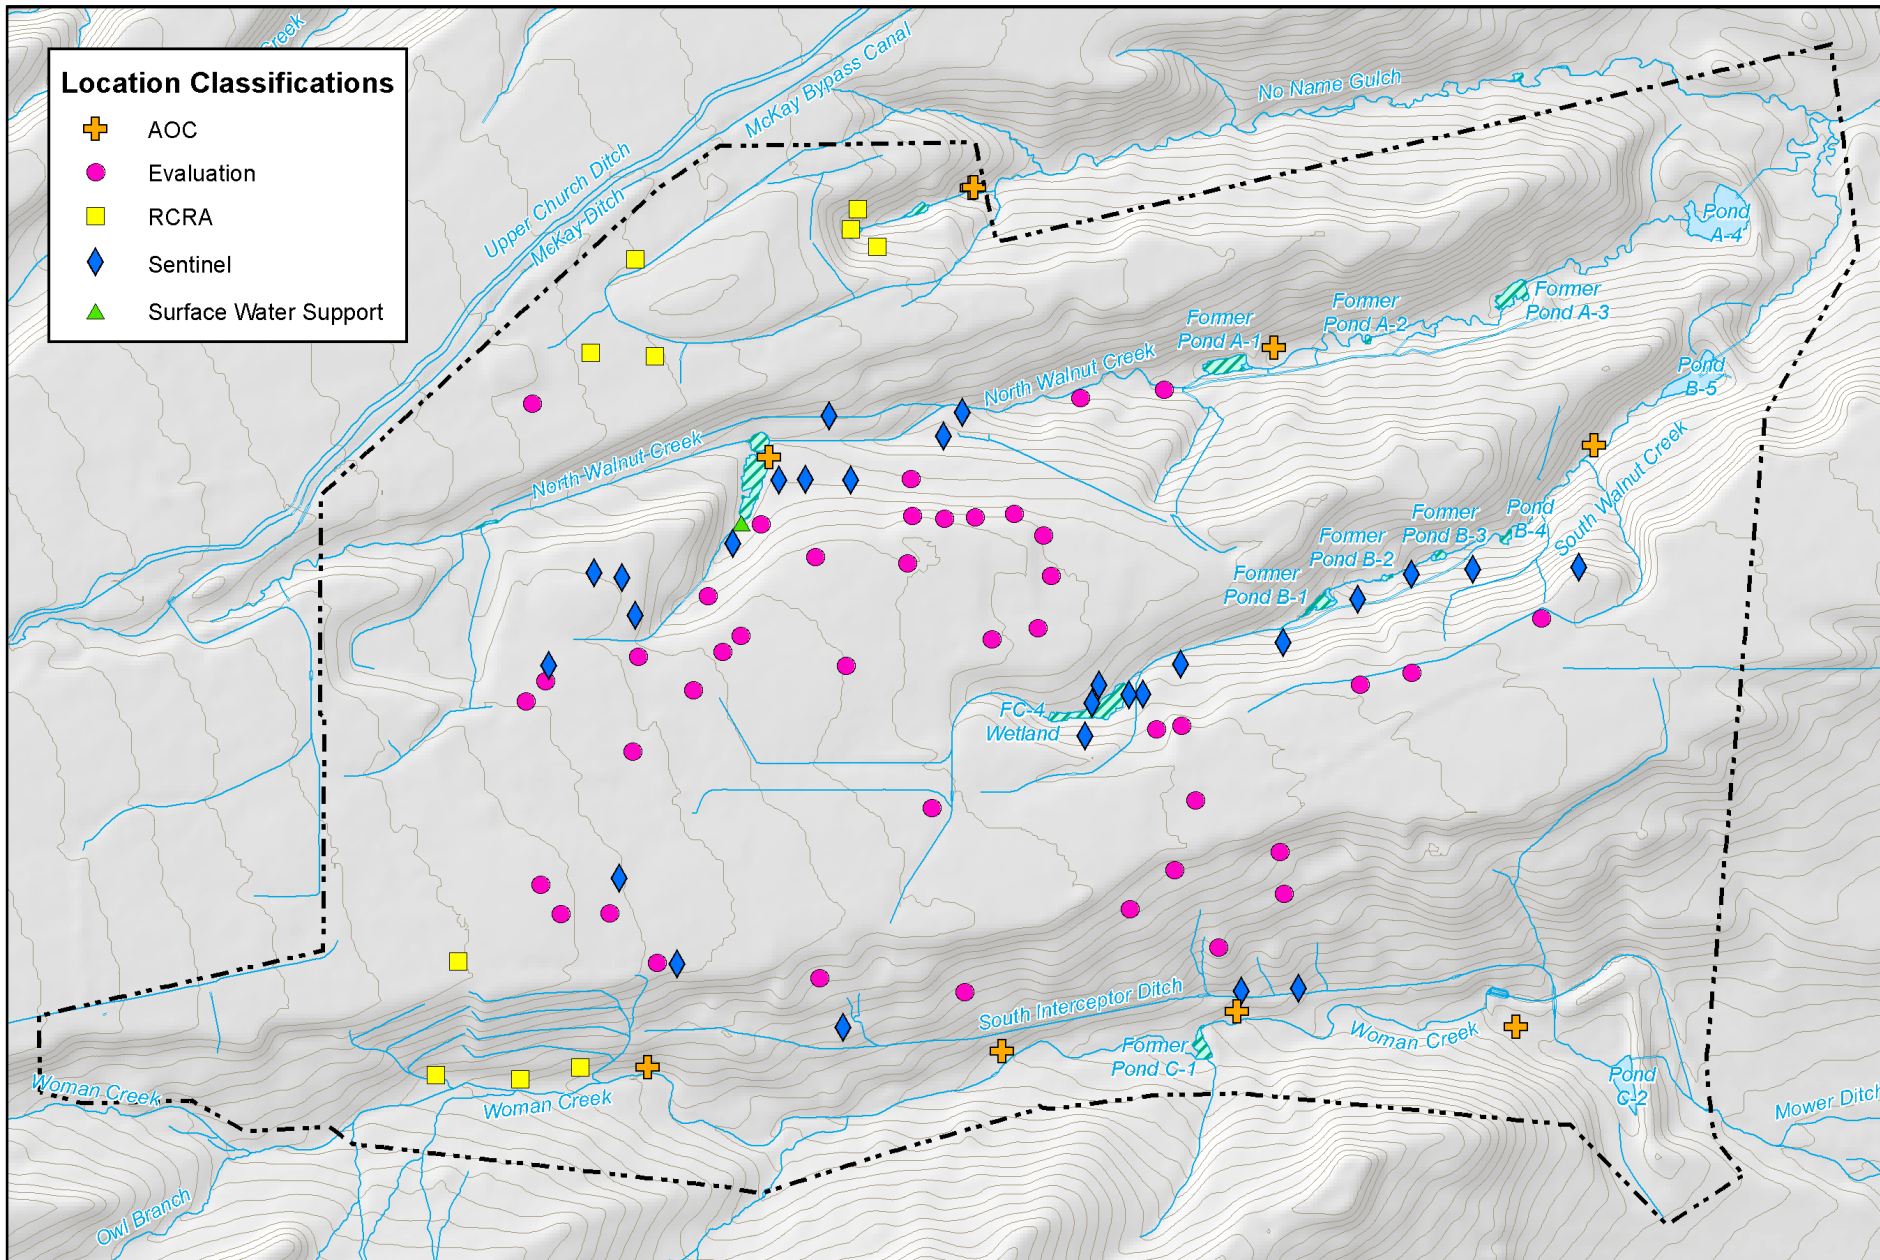 Creek
Location Classifications
AOC
Evaluation
RCRA
Sentinel
Surface Water Support
McKay Bypass Canal
Upper Church Ditch
McKay Ditch
No Name Gulch
Pond
A-4
Former
Pond A-3
Former
Pond A-2
Former
Pond A-1
North Walnut Creek
Pond
B-5
North Walnut Creek
South Walnut Creek
Pond
B-4
Former
Pond B-3
Former
Pond B-2
Former
Pond B-1
FC-4
Wetland
South Interceptor Ditch
Woman Creek
Former
Pond C-1
Pond
C-2
Mower Ditch
Woman Creek
Woman Creek
Owl Branch